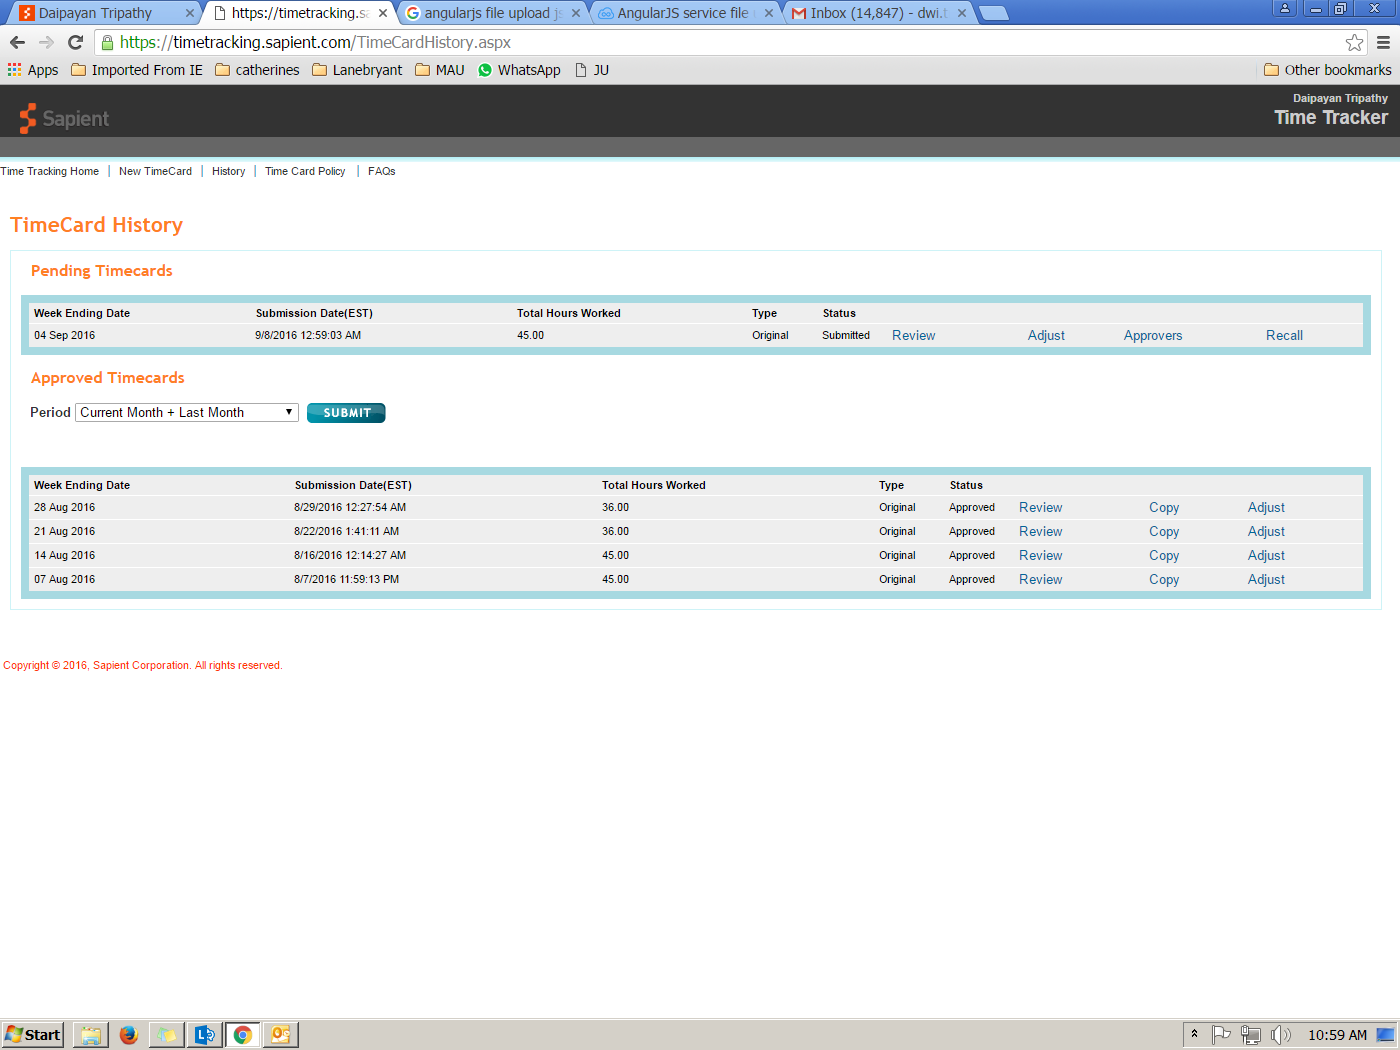 Daipayan Tripathy
https://timetracking.sa
angularjs file upload js
AngularJS service file
Inbox (14,847) - dwi.t
https://timetracking.sapient.com/TimeCardHistory.aspx
Apps Imported From IE catherines Lanebryant MAU WhatsApp JU Other bookmarks
Sapient
Daipayan Tripathy
Time Tracker
Time Tracking Home | New TimeCard | History | Time Card Policy | FAQs
TimeCard History
Pending Timecards
Week Ending Date Submission Date(EST) Total Hours Worked Type Status
04 Sep 2016 9/8/2016 12:59:03 AM 45.00 Original Submitted Review Adjust Approvers Recall
Approved Timecards
Period Current Month + Last Month SUBMIT
Week Ending Date Submission Date(EST) Total Hours Worked Type Status
28 Aug 2016 8/29/2016 12:27:54 AM 36.00 Original Approved Review Copy Adjust
21 Aug 2016 8/22/2016 1:41:11 AM 36.00 Original Approved Review Copy Adjust
14 Aug 2016 8/16/2016 12:14:27 AM 45.00 Original Approved Review Copy Adjust
07 Aug 2016 8/7/2016 11:59:13 PM 45.00 Original Approved Review Copy Adjust
Copyright © 2016, Sapient Corporation. All rights reserved.
Start 10:59 AM